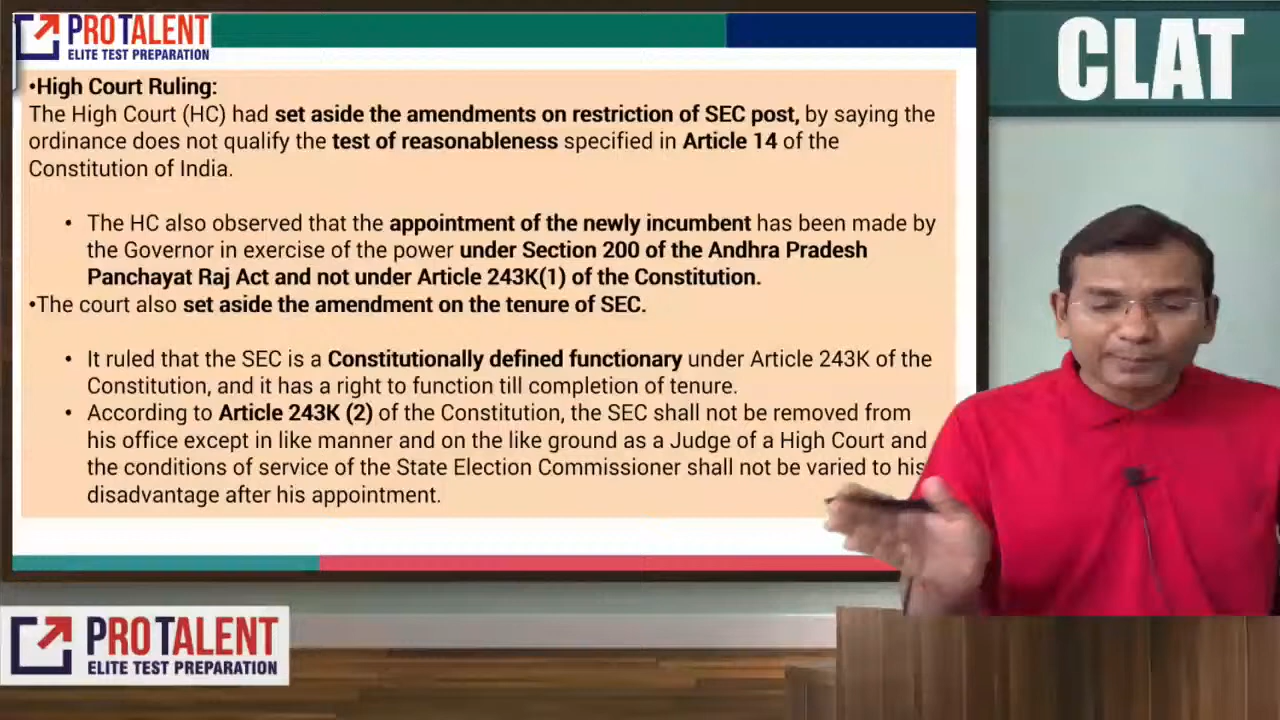 PROTALENT
ELITE TEST PREPARATION
CLAT
•High Court Ruling:
The High Court (HC) had set aside the amendments on restriction of SEC post, by saying the
ordinance does not qualify the test of reasonableness specified in Article 14 of the
Constitution of India.
• The HC also observed that the appointment of the newly incumbent has been made by
the Governor in exercise of the power under Section 200 of the Andhra Pradesh
Panchayat Raj Act and not under Article 243K(1) of the Constitution.
•The court also set aside the amendment on the tenure of SEC.
• It ruled that the SEC is a Constitutionally defined functionary under Article 243K of the
Constitution, and it has a right to function till completion of tenure.
• According to Article 243K (2) of the Constitution, the SEC shall not be removed from
his office except in like manner and on the like ground as a Judge of a High Court and
the conditions of service of the State Election Commissioner shall not be varied to his
disadvantage after his appointment.
PROTALENT
ELITE TEST PREPARATION